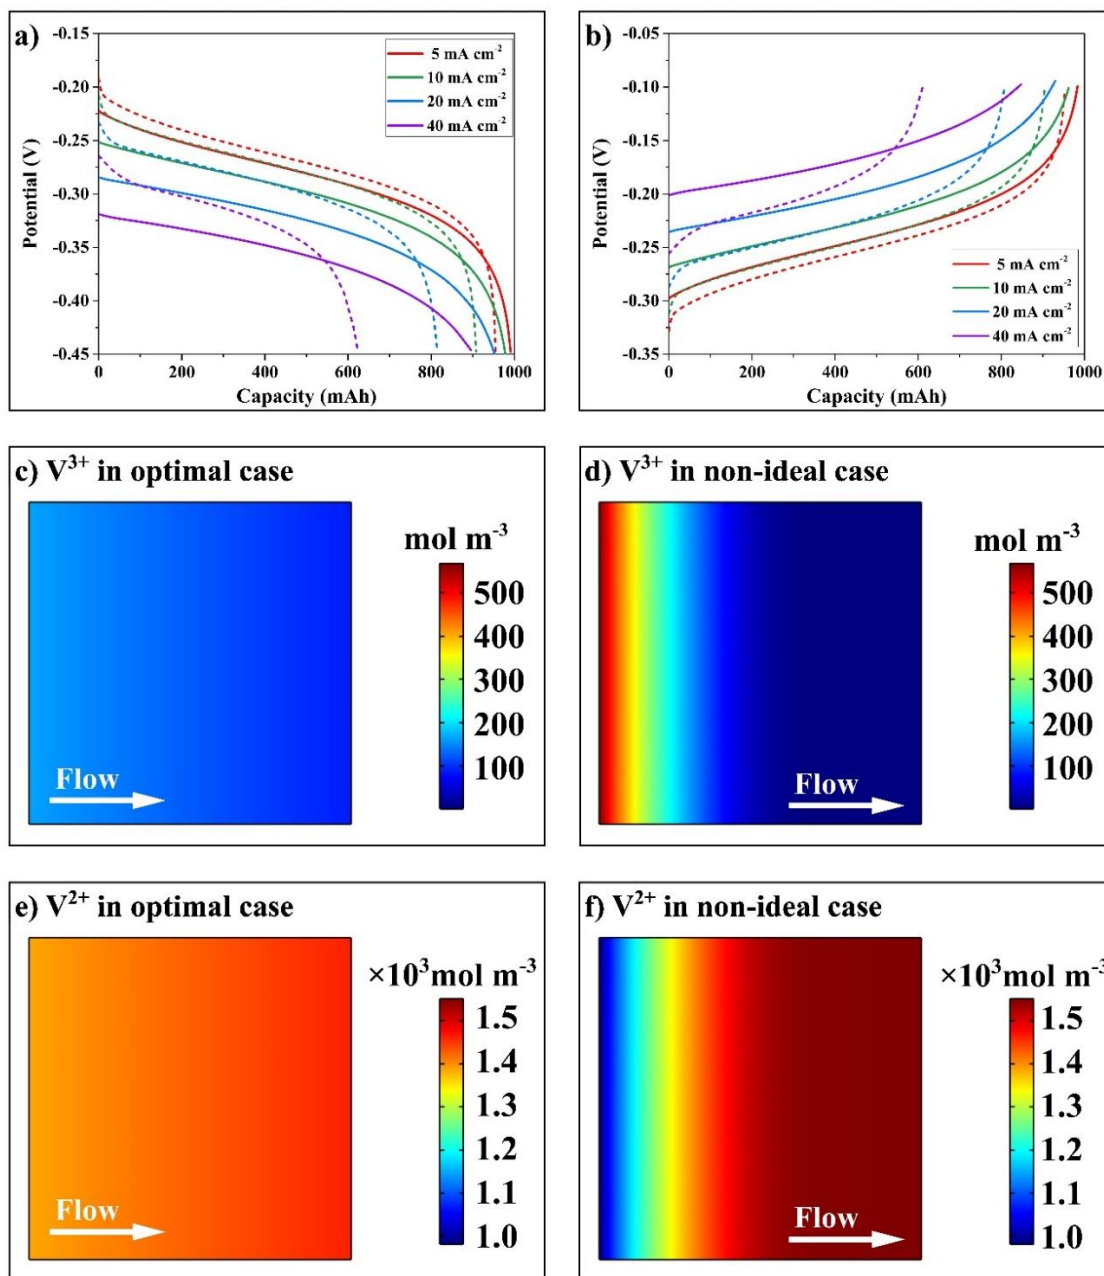 a)
-0.15
-0.20
-0.25
-0.30
-0.35
-0.40
-0.45
Potential (V)
0 200 400 600 800 1000
Capacity (mAh)
5 mA cm⁻²
10 mA cm⁻²
20 mA cm⁻²
40 mA cm⁻²
b)
-0.05
-0.10
-0.15
-0.20
-0.25
-0.30
-0.35
Potential (V)
0 200 400 600 800 1000
Capacity (mAh)
5 mA cm⁻²
10 mA cm⁻²
20 mA cm⁻²
40 mA cm⁻²
c) V³⁺ in optimal case
mol m⁻³
500
400
300
200
100
Flow
d) V³⁺ in non-ideal case
mol m⁻³
500
400
300
200
100
Flow
e) V²⁺ in optimal case
×10³mol m⁻³
1.5
1.4
1.3
1.2
1.1
1.0
Flow
f) V²⁺ in non-ideal case
×10³mol m⁻³
1.5
1.4
1.3
1.2
1.1
1.0
Flow